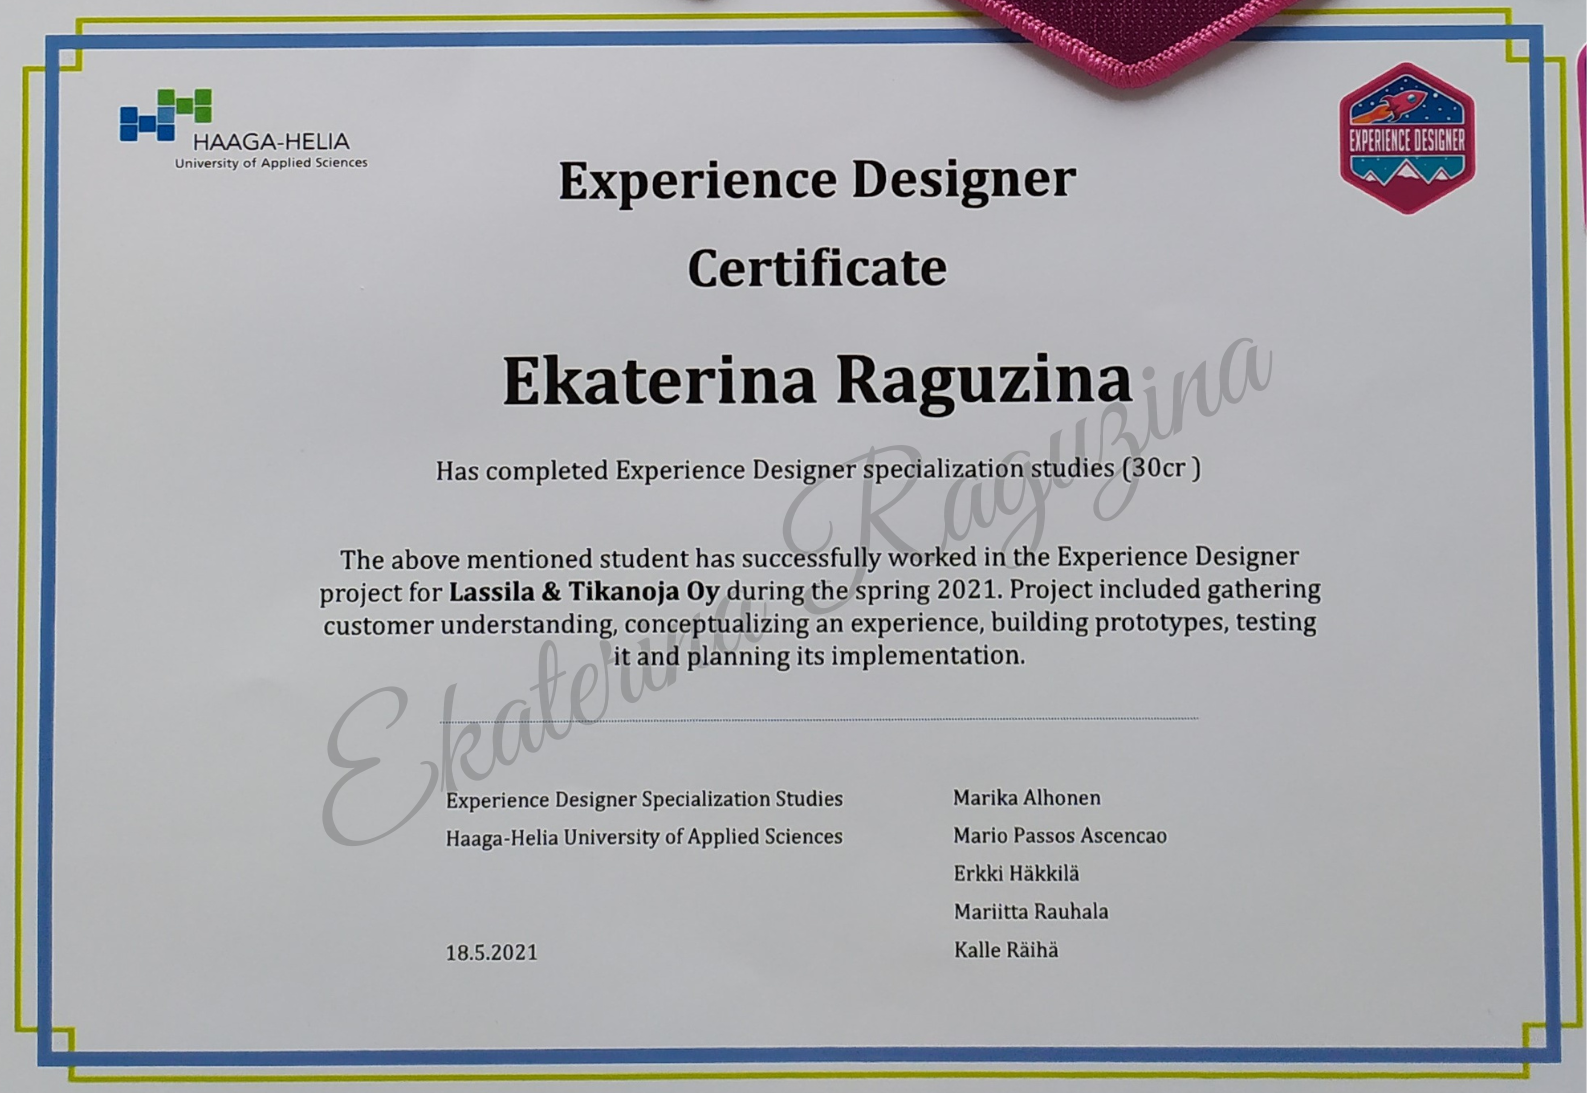 HAAGA-HELIA
University of Applied Sciences
EXPERIENCE DESIGNER
Experience Designer
Certificate
Ekaterina Raguzina
Has completed Experience Designer specialization studies (30cr )
The above mentioned student has successfully worked in the Experience Designer
project for Lassila & Tikanoja Oy during the spring 2021. Project included gathering
customer understanding, conceptualizing an experience, building prototypes, testing
it and planning its implementation.
Ekaterina Raguzina
Experience Designer Specialization Studies
Haaga-Helia University of Applied Sciences
18.5.2021
Marika Alhonen
Mario Passos Ascencao
Erkki Häkkilä
Mariitta Rauhala
Kalle Räihä